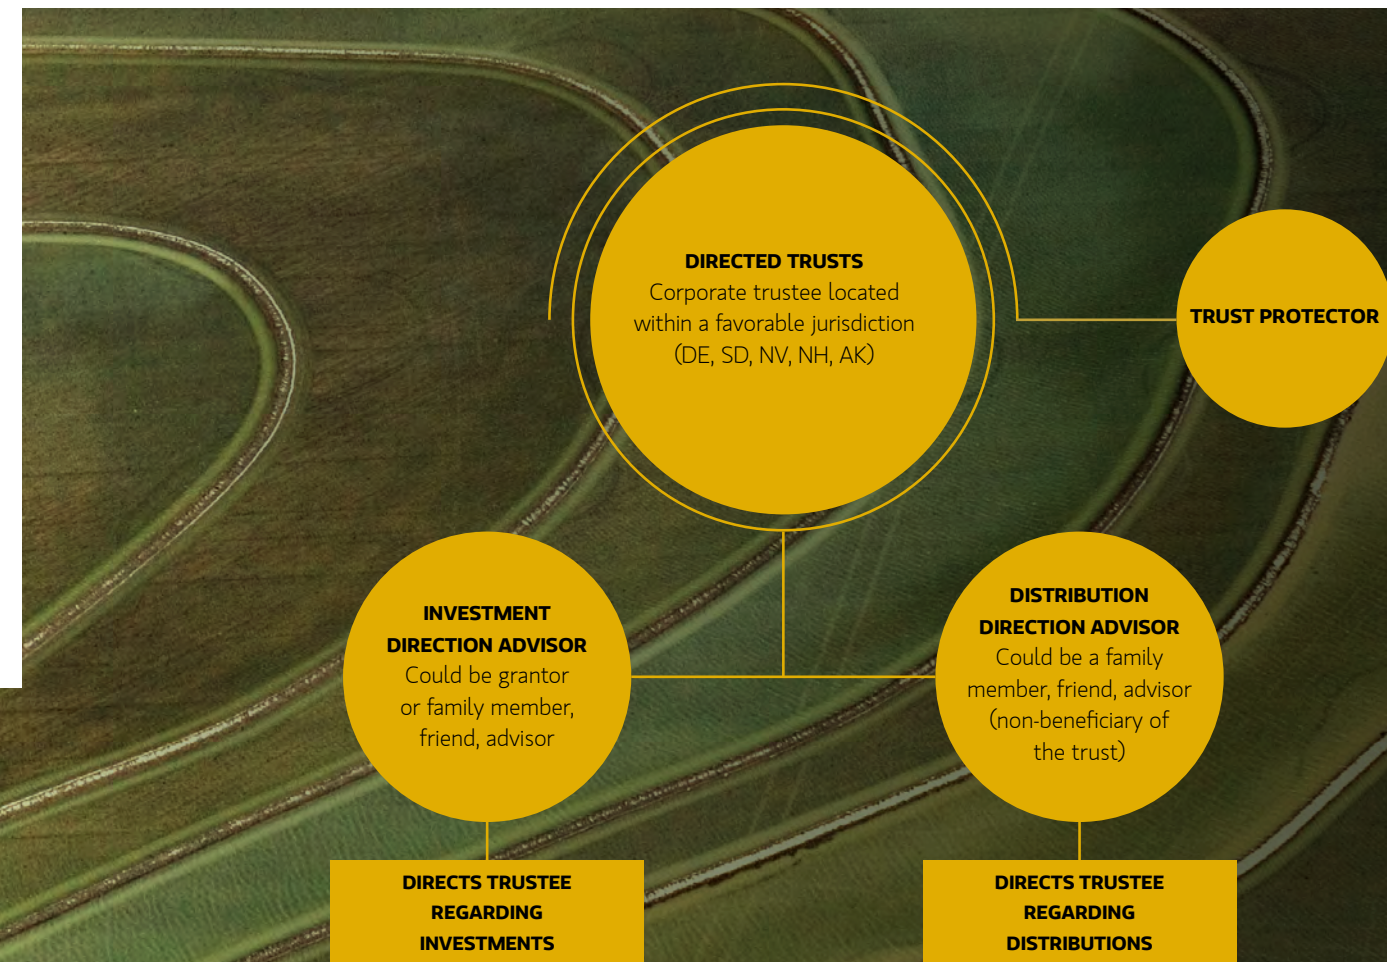 DIRECTED TRUSTS
Corporate trustee located
within a favorable jurisdiction
(DE, SD, NV, NH, AK)
TRUST PROTECTOR
INVESTMENT
DIRECTION ADVISOR
Could be grantor
or family member,
friend, advisor
DISTRIBUTION
DIRECTION ADVISOR
Could be a family
member, friend, advisor
(non-beneficiary of
the trust)
DIRECTS TRUSTEE
REGARDING
INVESTMENTS
DIRECTS TRUSTEE
REGARDING
DISTRIBUTIONS